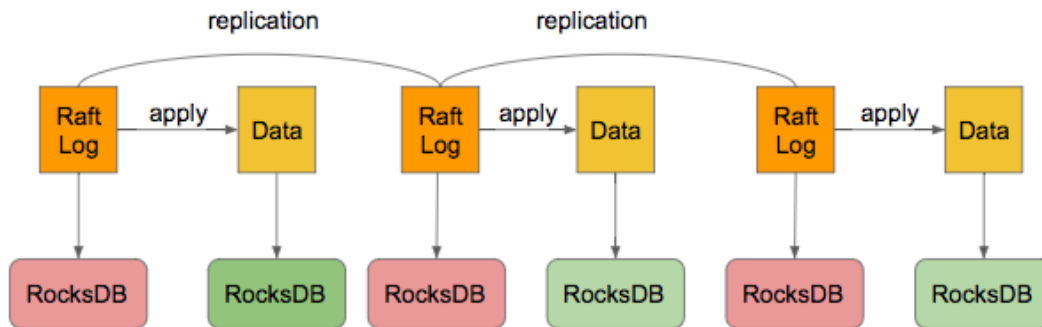 replication
replication
Raft
Log
apply
Data
Raft
Log
apply
Data
Raft
Log
apply
Data
RocksDB
RocksDB
RocksDB
RocksDB
RocksDB
RocksDB